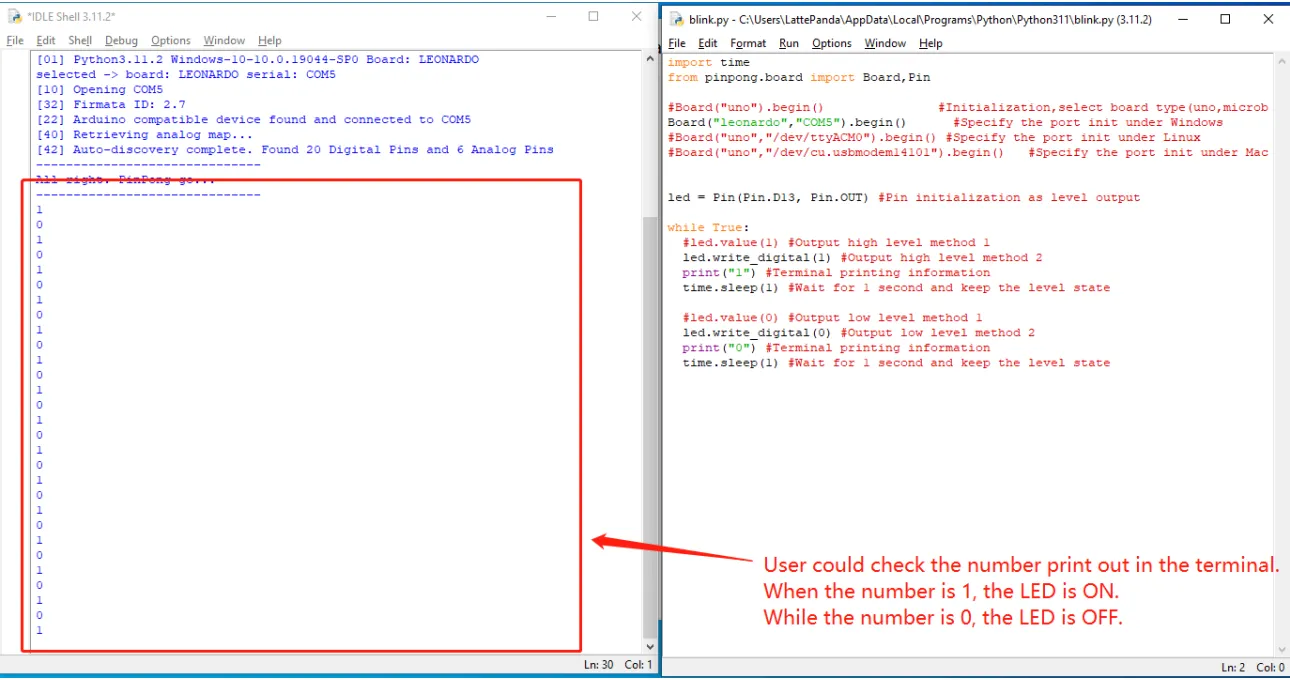 *IDLE Shell 3.11.2*
File Edit Shell Debug Options Window Help
[01] Python3.11.2 Windows-10-10.0.19044-SP0 Board: LEONARDO
selected -> board: LEONARDO serial: COM5
[10] Opening COM5
[32] Firmata ID: 2.7
[22] Arduino compatible device found and connected to COM5
[40] Retrieving analog map...
[42] Auto-discovery complete. Found 20 Digital Pins and 6 Analog Pins
------------------------------
All right. PinPong go...
------------------------------
1
0
1
0
1
0
1
0
1
0
1
0
1
0
1
0
1
0
1
0
1
0
1
0
1
0
1
0
1
Ln: 30 Col: 1
blink.py - C:\Users\LattePanda\AppData\Local\Programs\Python\Python311\blink.py (3.11.2)
File Edit Format Run Options Window Help
import time
from pinpong.board import Board,Pin
#Board("uno").begin() #Initialization,select board type(uno,microb
Board("leonardo","COM5").begin() #Specify the port init under Windows
#Board("uno","/dev/ttyACM0").begin() #Specify the port init under Linux
#Board("uno","/dev/cu.usbmodem14101").begin() #Specify the port init under Mac
led = Pin(Pin.D13, Pin.OUT) #Pin initialization as level output
while True:
#led.value(1) #Output high level method 1
led.write_digital(1) #Output high level method 2
print("1") #Terminal printing information
time.sleep(1) #Wait for 1 second and keep the level state
#led.value(0) #Output low level method 1
led.write_digital(0) #Output low level method 2
print("0") #Terminal printing information
time.sleep(1) #Wait for 1 second and keep the level state
User could check the number print out in the terminal.
When the number is 1, the LED is ON.
While the number is 0, the LED is OFF.
Ln: 2 Col: 0